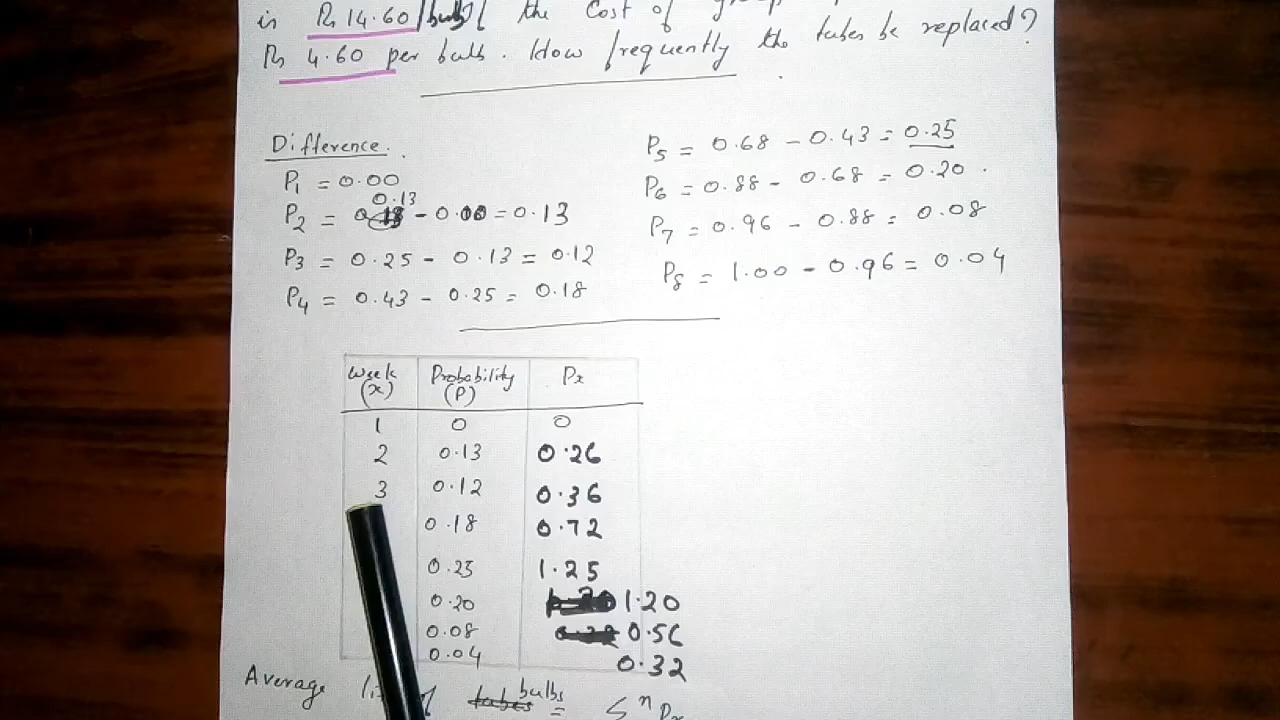 is Rs 14.60 / bulb & the cost of group
Rs 4.60 per bulb. How frequently the tubes be replaced?
Difference.
P1 = 0.00
0.13
P2 = 0 - 0.00 = 0.13
P3 = 0.25 - 0.13 = 0.12
P4 = 0.43 - 0.25 = 0.18
P5 = 0.68 - 0.43 = 0.25
P6 = 0.88 - 0.68 = 0.20
P7 = 0.96 - 0.88 = 0.08
P8 = 1.00 - 0.96 = 0.04
Week (x) Probability (P) Px
1 0 0
2 0.13 0.26
3 0.12 0.36
0.18 0.72
0.25 1.25
0.20 1.20
0.08 0.56
0.04 0.32
Average bulbs = Σ n Px